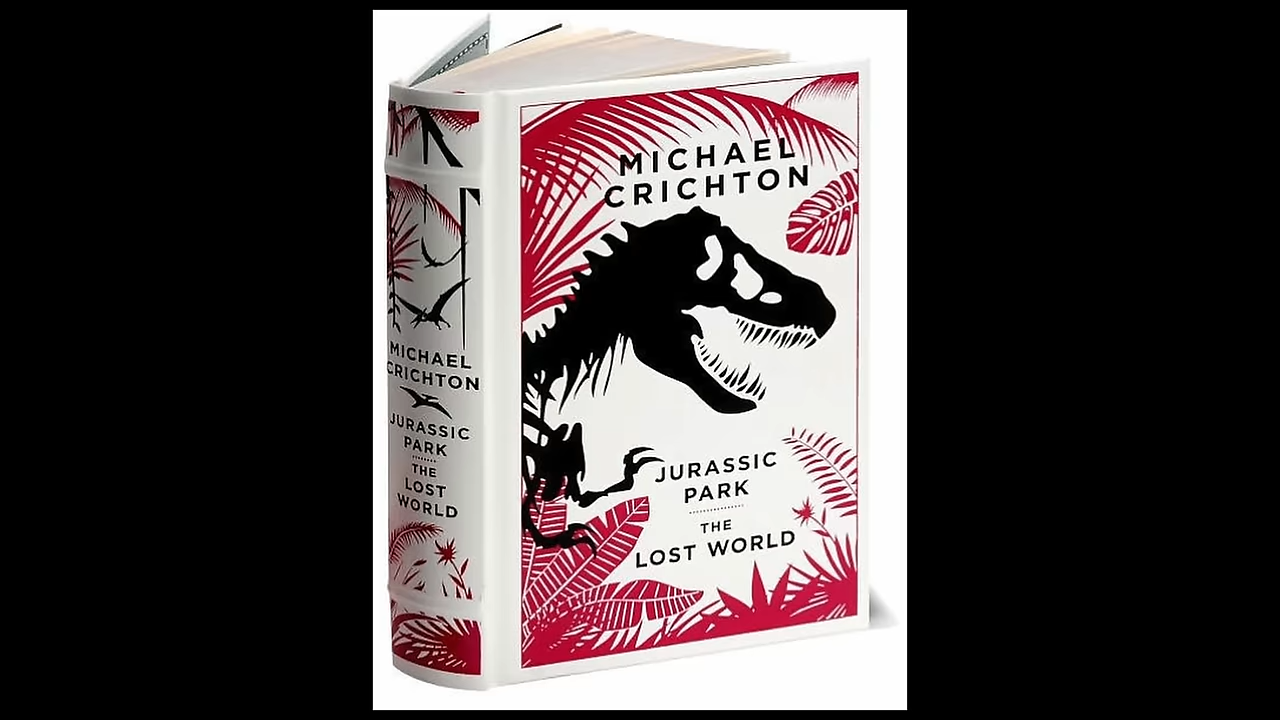 MICHAEL
CRICHTON
JURASSIC
PARK
THE
LOST
WORLD
MICHAEL
CRICHTON
JURASSIC
PARK
THE
LOST WORLD